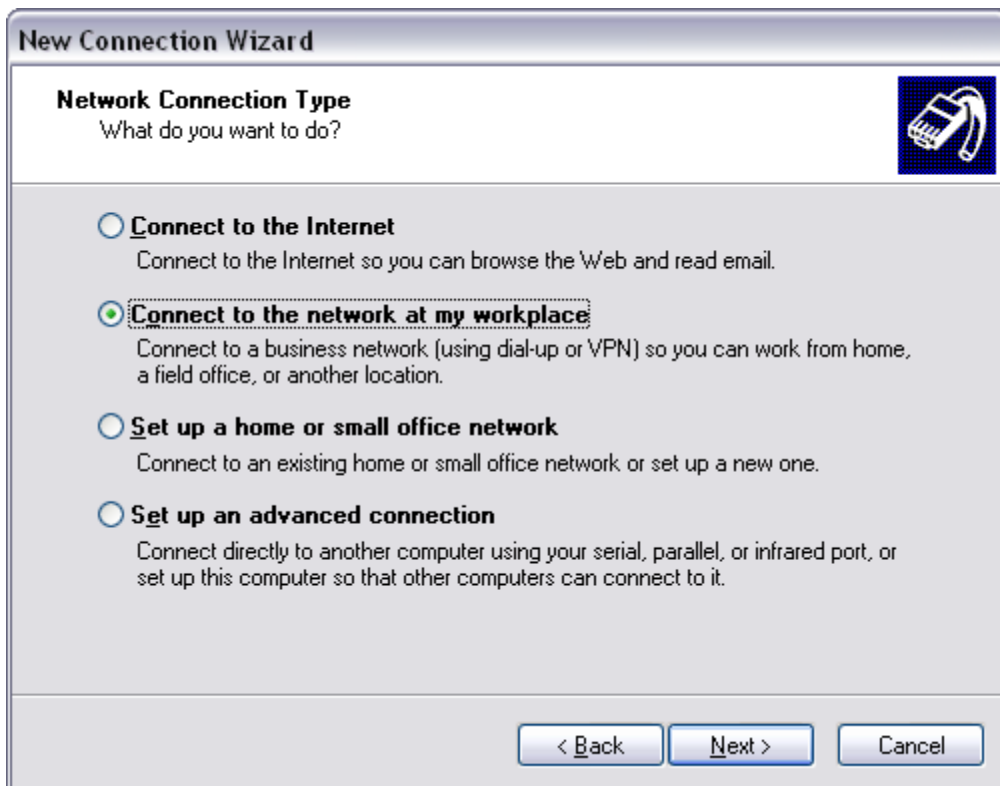 New Connection Wizard
Network Connection Type
What do you want to do?
Connect to the Internet
Connect to the Internet so you can browse the Web and read email.
Connect to the network at my workplace
Connect to a business network (using dial-up or VPN) so you can work from home,
a field office, or another location.
Set up a home or small office network
Connect to an existing home or small office network or set up a new one.
Set up an advanced connection
Connect directly to another computer using your serial, parallel, or infrared port, or
set up this computer so that other computers can connect to it.
< Back Next > Cancel